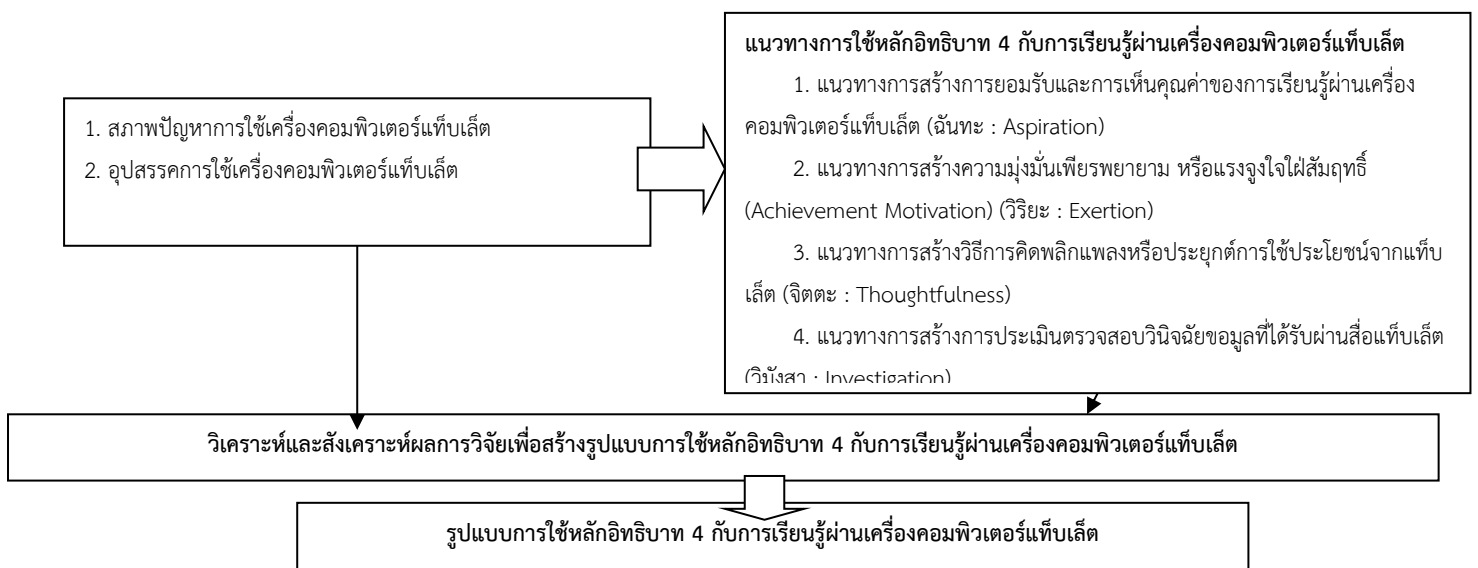 1. สภาพปัญหาการใช้เครื่องคอมพิวเตอร์แท็บเล็ต
2. อุปสรรคการใช้เครื่องคอมพิวเตอร์แท็บเล็ต
แนวทางการใช้หลักอิทธิบาท 4 กับการเรียนรู้ผ่านเครื่องคอมพิวเตอร์แท็บเล็ต
1. แนวทางการสร้างการยอมรับและการเห็นคุณค่าของการเรียนรู้ผ่านเครื่อง
คอมพิวเตอร์แท็บเล็ต (ฉันทะ : Aspiration)
2. แนวทางการสร้างความมุ่งมั่นเพียรพยายาม หรือแรงจูงใจใฝ่สัมฤทธิ์
(Achievement Motivation) (วิริยะ : Exertion)
3. แนวทางการสร้างวิธีการคิดพลิกแพลงหรือประยุกต์การใช้ประโยชน์จากแท็บ
เล็ต (จิตตะ : Thoughtfulness)
4. แนวทางการสร้างการประเมินตรวจสอบวินิจฉัยขอมูลที่ได้รับผ่านสื่อแท็บเล็ต
(วิมังสา : Investigation)
วิเคราะห์และสังเคราะห์ผลการวิจัยเพื่อสร้างรูปแบบการใช้หลักอิทธิบาท 4 กับการเรียนรู้ผ่านเครื่องคอมพิวเตอร์แท็บเล็ต
รูปแบบการใช้หลักอิทธิบาท 4 กับการเรียนรู้ผ่านเครื่องคอมพิวเตอร์แท็บเล็ต